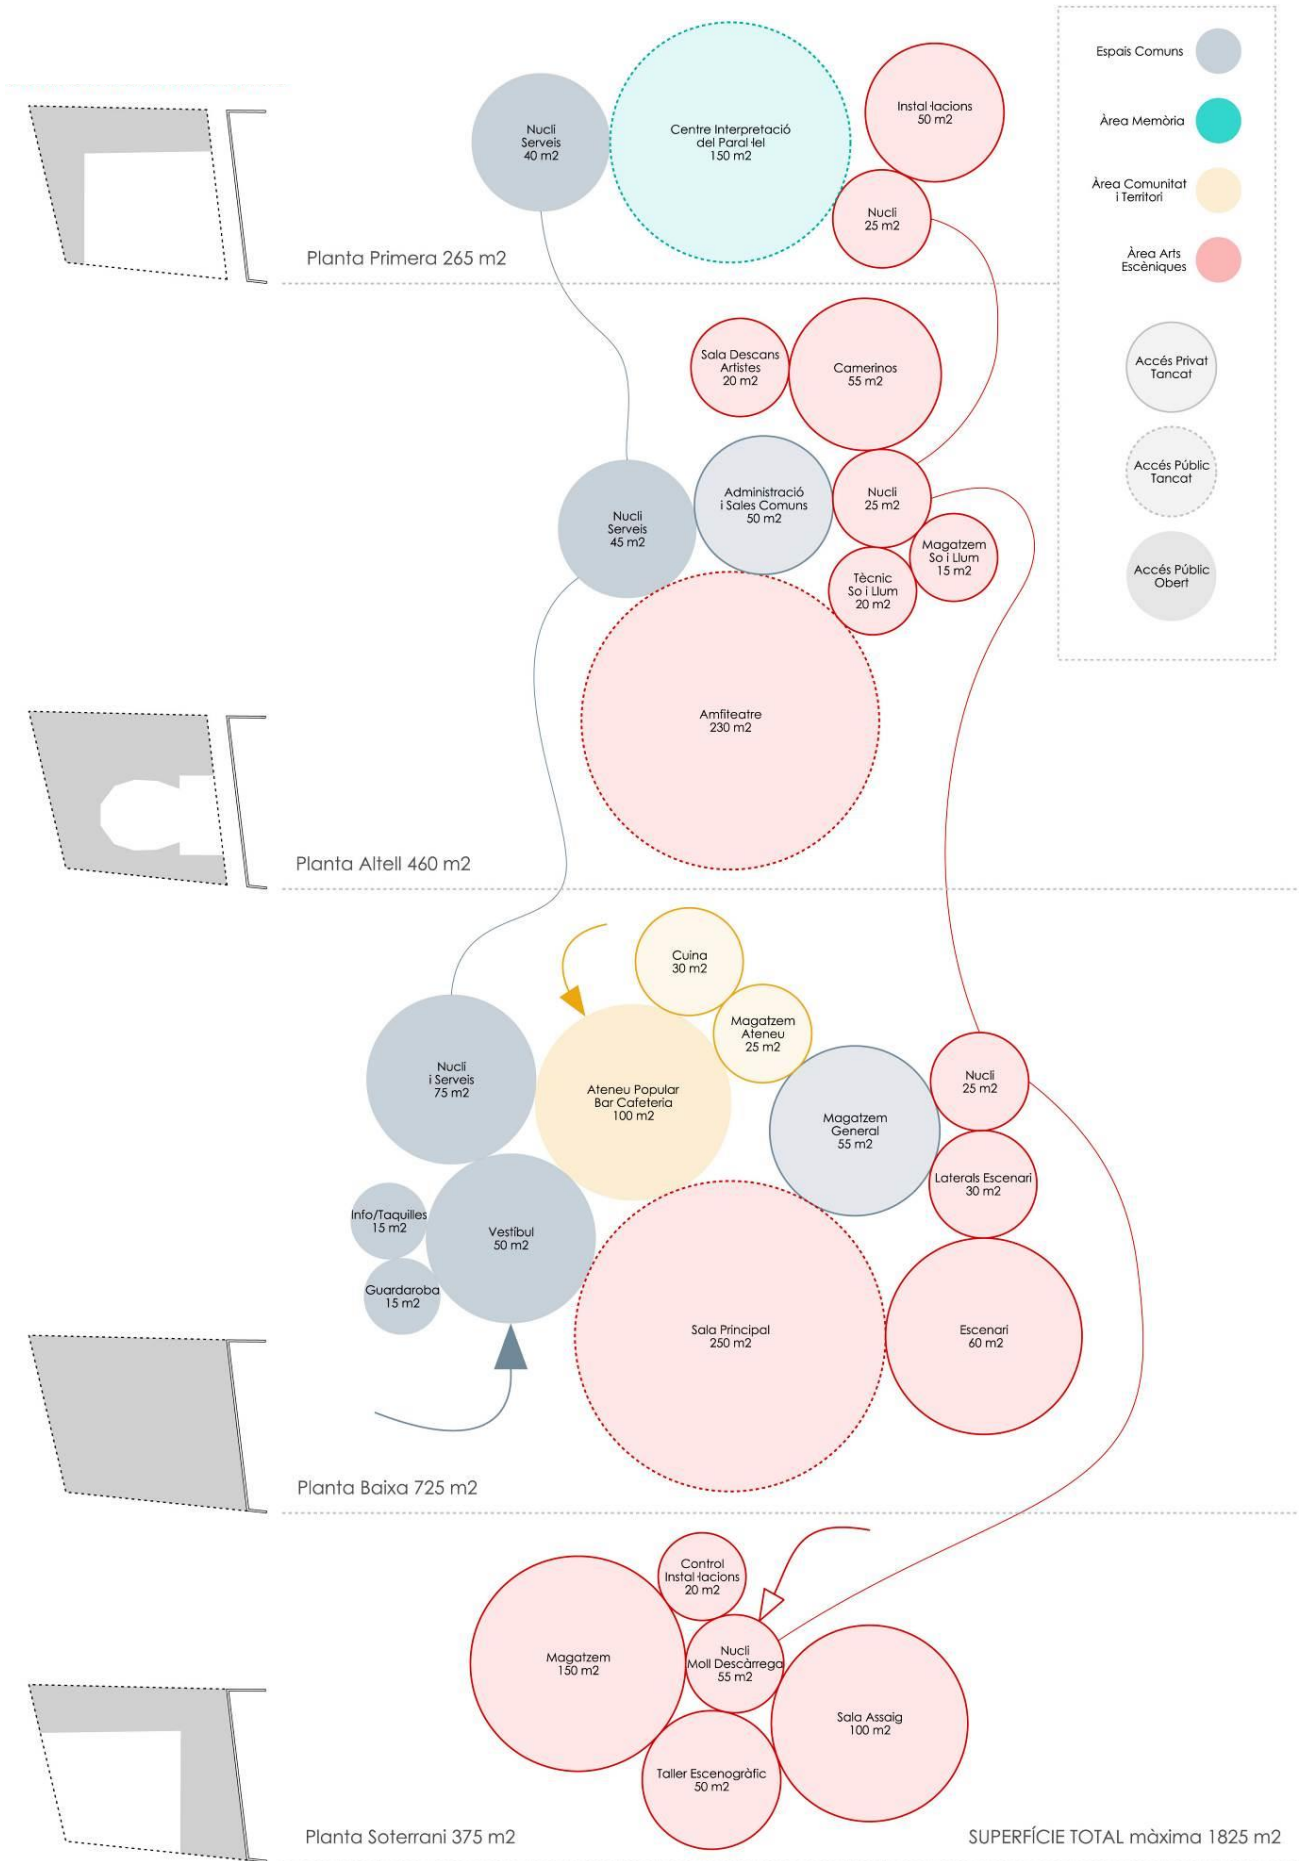 Espais Comuns
Àrea Memòria
Àrea Comunitat
i Territori
Àrea Arts
Escèniques
Accés Privat
Tancat
Accés Públic
Tancat
Accés Públic
Obert
Nucli
Serveis
40 m2
Centre Interpretació
del Paral·lel
150 m2
Instal·lacions
50 m2
Nucli
25 m2
Planta Primera 265 m2
Sala Descans
Artistes
20 m2
Camerinos
55 m2
Nucli
Serveis
45 m2
Administració
i Sales Comuns
50 m2
Nucli
25 m2
Magatzem
So i Llum
15 m2
Tècnic
So i Llum
20 m2
Amfiteatre
230 m2
Planta Altell 460 m2
Cuina
30 m2
Magatzem
Ateneu
25 m2
Nucli
i Serveis
75 m2
Ateneu Popular
Bar Cafeteria
100 m2
Magatzem
General
55 m2
Nucli
25 m2
Laterals Escenari
30 m2
Info/Taquilles
15 m2
Vestíbul
50 m2
Guardaroba
15 m2
Sala Principal
250 m2
Escenari
60 m2
Planta Baixa 725 m2
Control
Instal·lacions
20 m2
Magatzem
150 m2
Nucli
Moll Descàrrega
55 m2
Sala Assaig
100 m2
Taller Escenogràfic
50 m2
Planta Soterrani 375 m2
SUPERFÍCIE TOTAL màxima 1825 m2